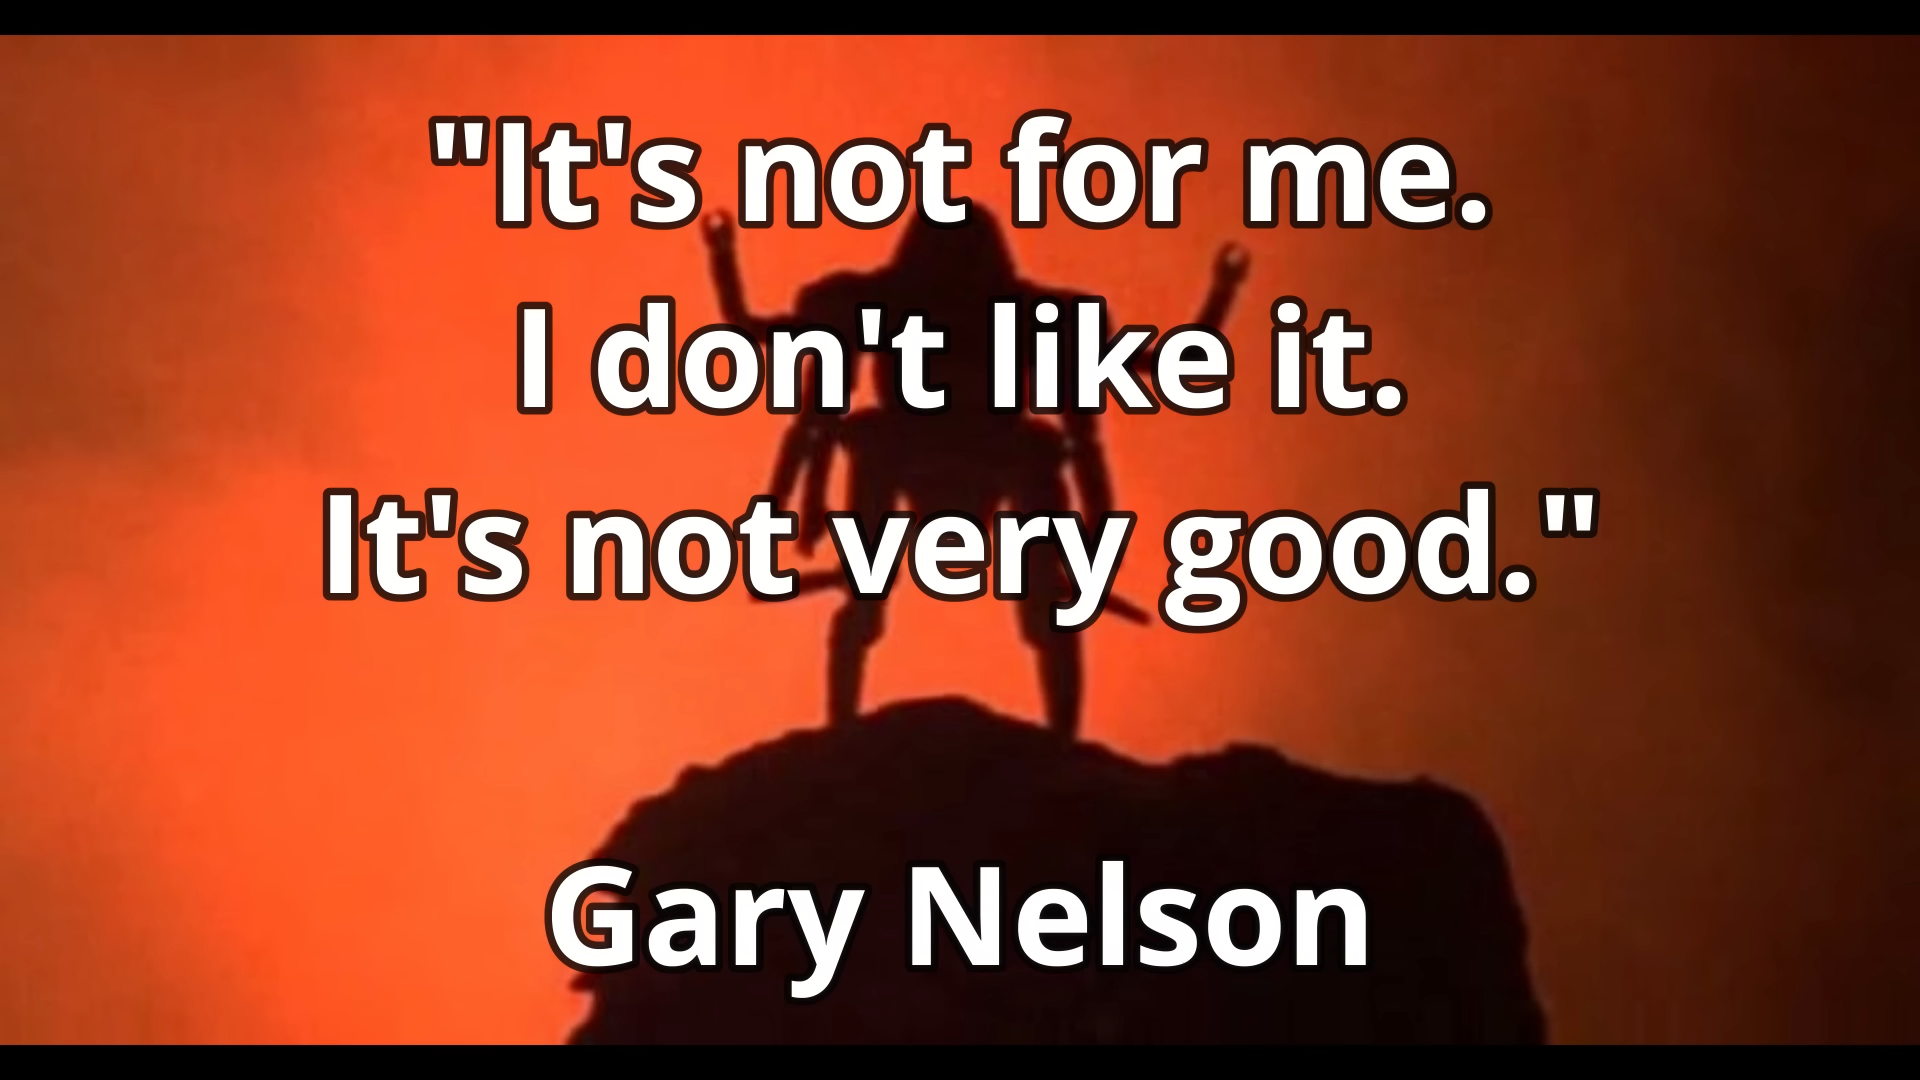 "It's not for me.
I don't like it.
It's not very good."
Gary Nelson